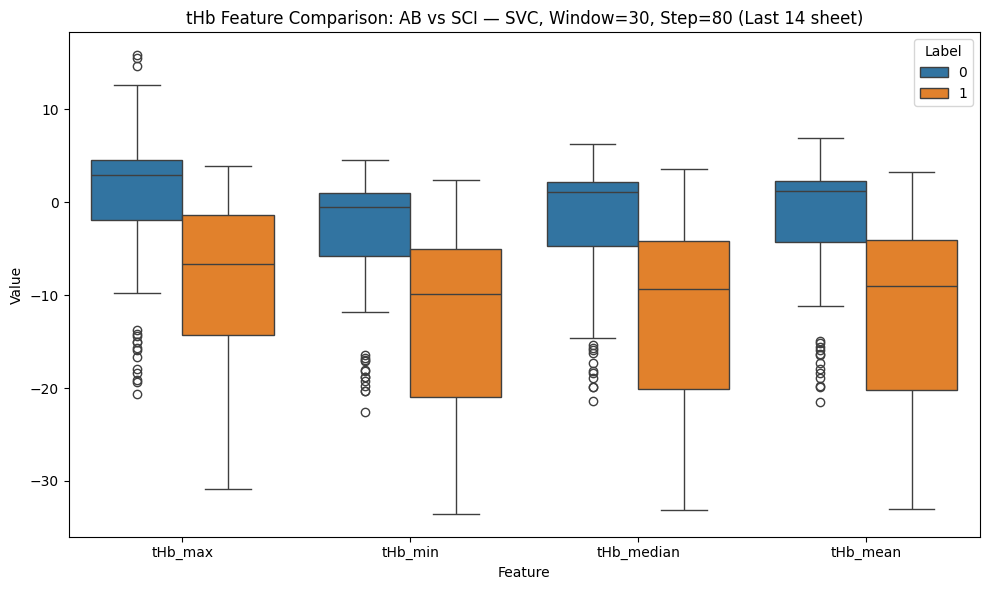 tHb Feature Comparison: AB vs SCI — SVC, Window=30, Step=80 (Last 14 sheet)
Label
0
1
Value
10
0
−10
−20
−30
tHb_max
tHb_min
tHb_median
tHb_mean
Feature